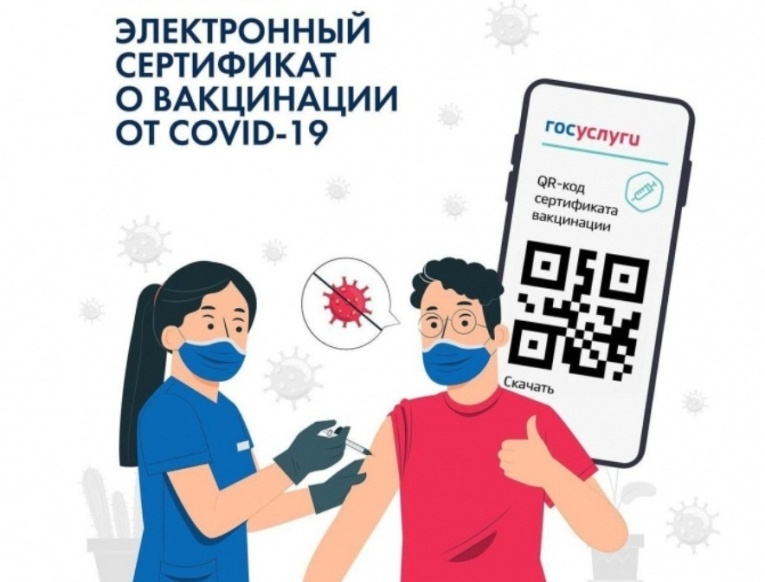 ЭЛЕКТРОННЫЙ
СЕРТИФИКАТ
О ВАКЦИНАЦИИ
ОТ COVID-19
госуслуги
QR-код
сертификата
вакцинации
Скачать